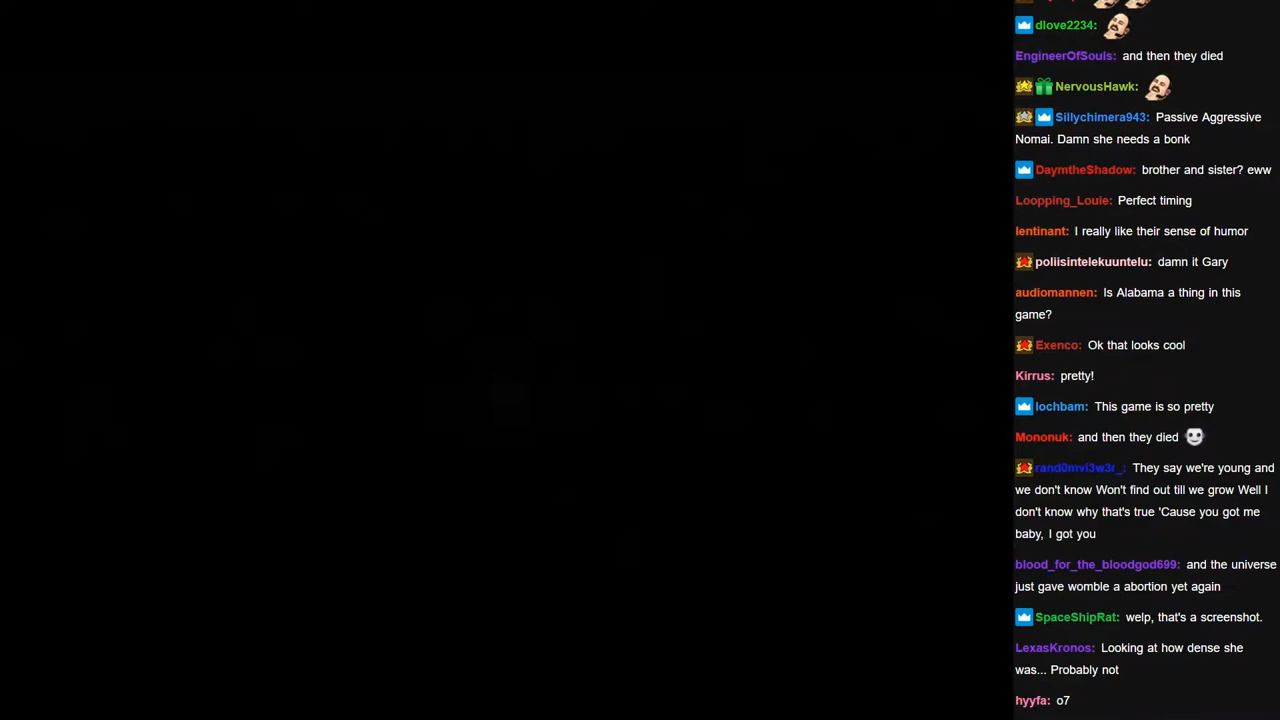 dlove2234:
EngineerOfSouls: and then they died
NervousHawk:
Sillychimera943: Passive Aggressive
Nomai. Damn she needs a bonk
DaymtheShadow: brother and sister? eww
Loopping_Louie: Perfect timing
lentinant: I really like their sense of humor
poliisintelekuuntelu: damn it Gary
audiomannen: Is Alabama a thing in this
game?
Exenco: Ok that looks cool
Kirrus: pretty!
lochbam: This game is so pretty
Mononuk: and then they died
rand0mvi3w3r_: They say we're young and
we don't know Won't find out till we grow Well I
don't know why that's true 'Cause you got me
baby, I got you
blood_for_the_bloodgod699: and the universe
just gave womble a abortion yet again
SpaceShipRat: welp, that's a screenshot.
LexasKronos: Looking at how dense she
was... Probably not
hyyfa: o7